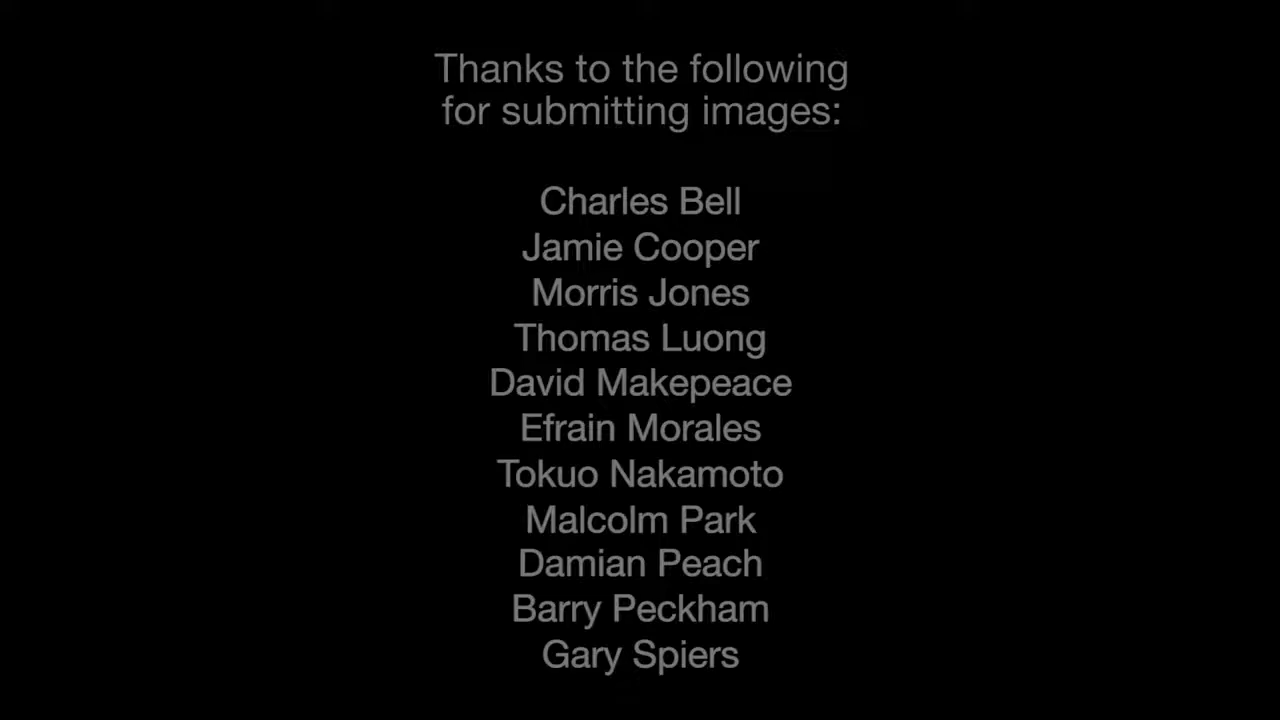 Thanks to the following
for submitting images:
Charles Bell
Jamie Cooper
Morris Jones
Thomas Luong
David Makepeace
Efrain Morales
Tokuo Nakamoto
Malcolm Park
Damian Peach
Barry Peckham
Gary Spiers